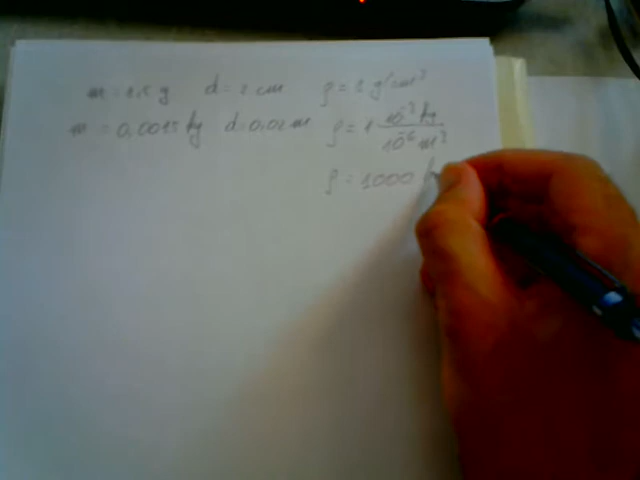 m = 1.5 g d = 2 cm ρ = 1 g/cm³
m = 0,0015 kg d = 0,02 m ρ = 1 10⁻³ kg / 10⁻⁶ m³
ρ = 1000 k